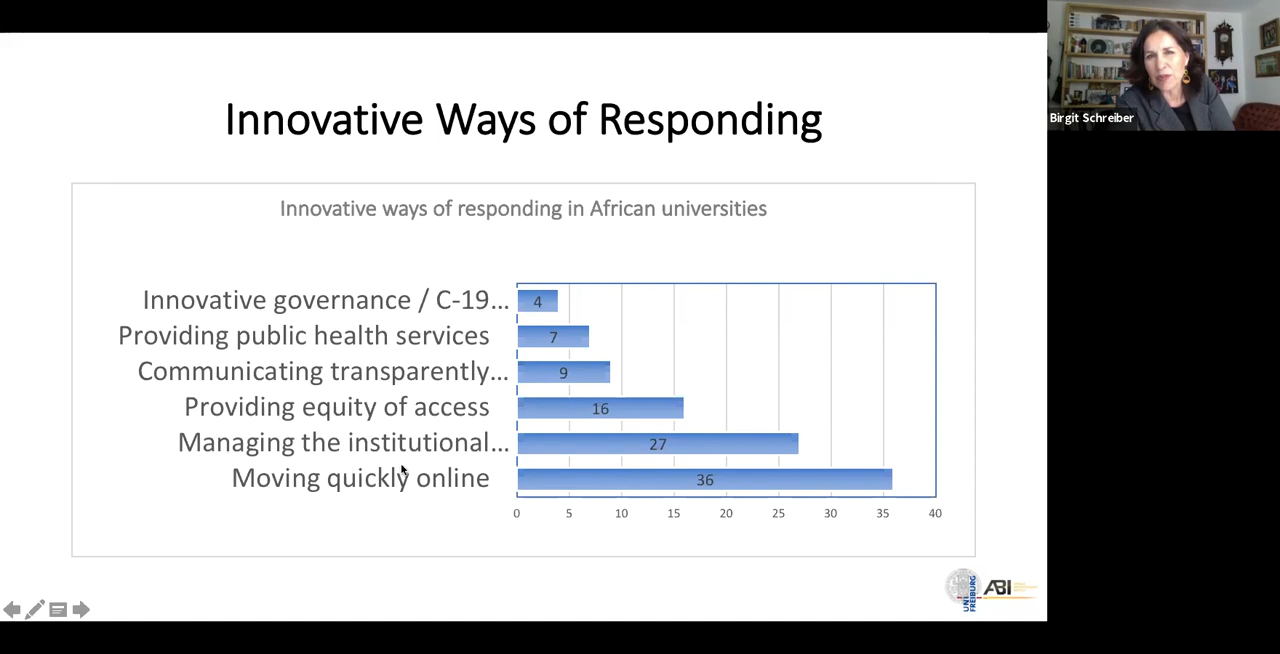 Innovative Ways of Responding
Birgit Schreiber
Innovative ways of responding in African universities
Innovative governance / C-19... 4
Providing public health services 7
Communicating transparently... 9
Providing equity of access 16
Managing the institutional... 27
Moving quickly online 36
0 5 10 15 20 25 30 35 40
UNI
FREIBURG
ABI